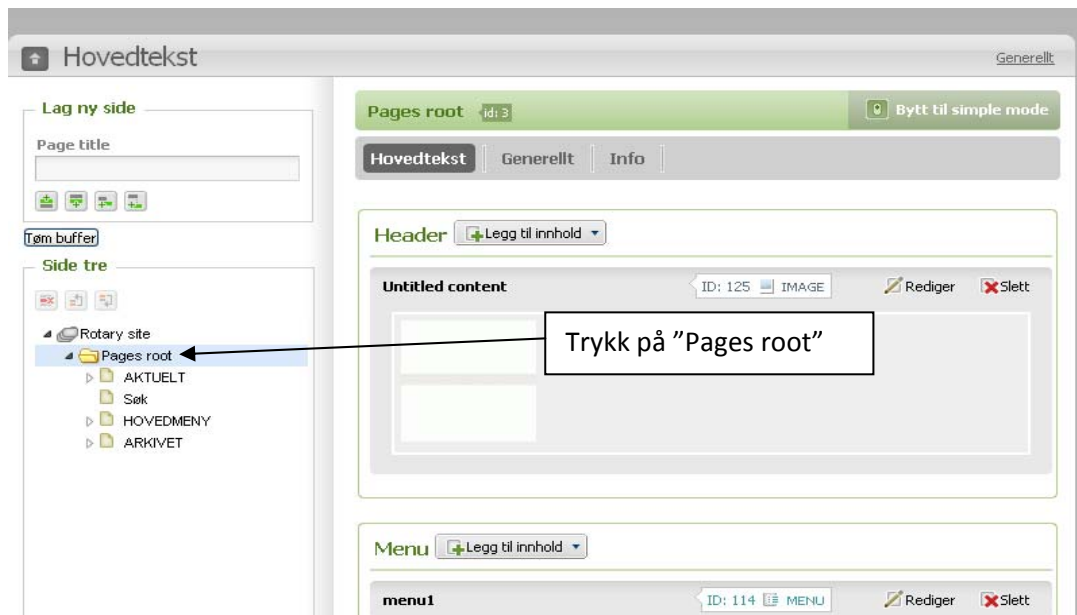 Hovedtekst
Generellt
Lag ny side
Page title
Tøm buffer
Side tre
Rotary site
Pages root
AKTUELT
Søk
HOVEDMENY
ARKIVET
Pages root id: 3
Bytt til simple mode
Hovedtekst Generellt Info
Header Legg til innhold
Untitled content ID: 125 IMAGE Rediger Slett
Trykk på ”Pages root”
Menu Legg til innhold
menu1 ID: 114 MENU Rediger Slett